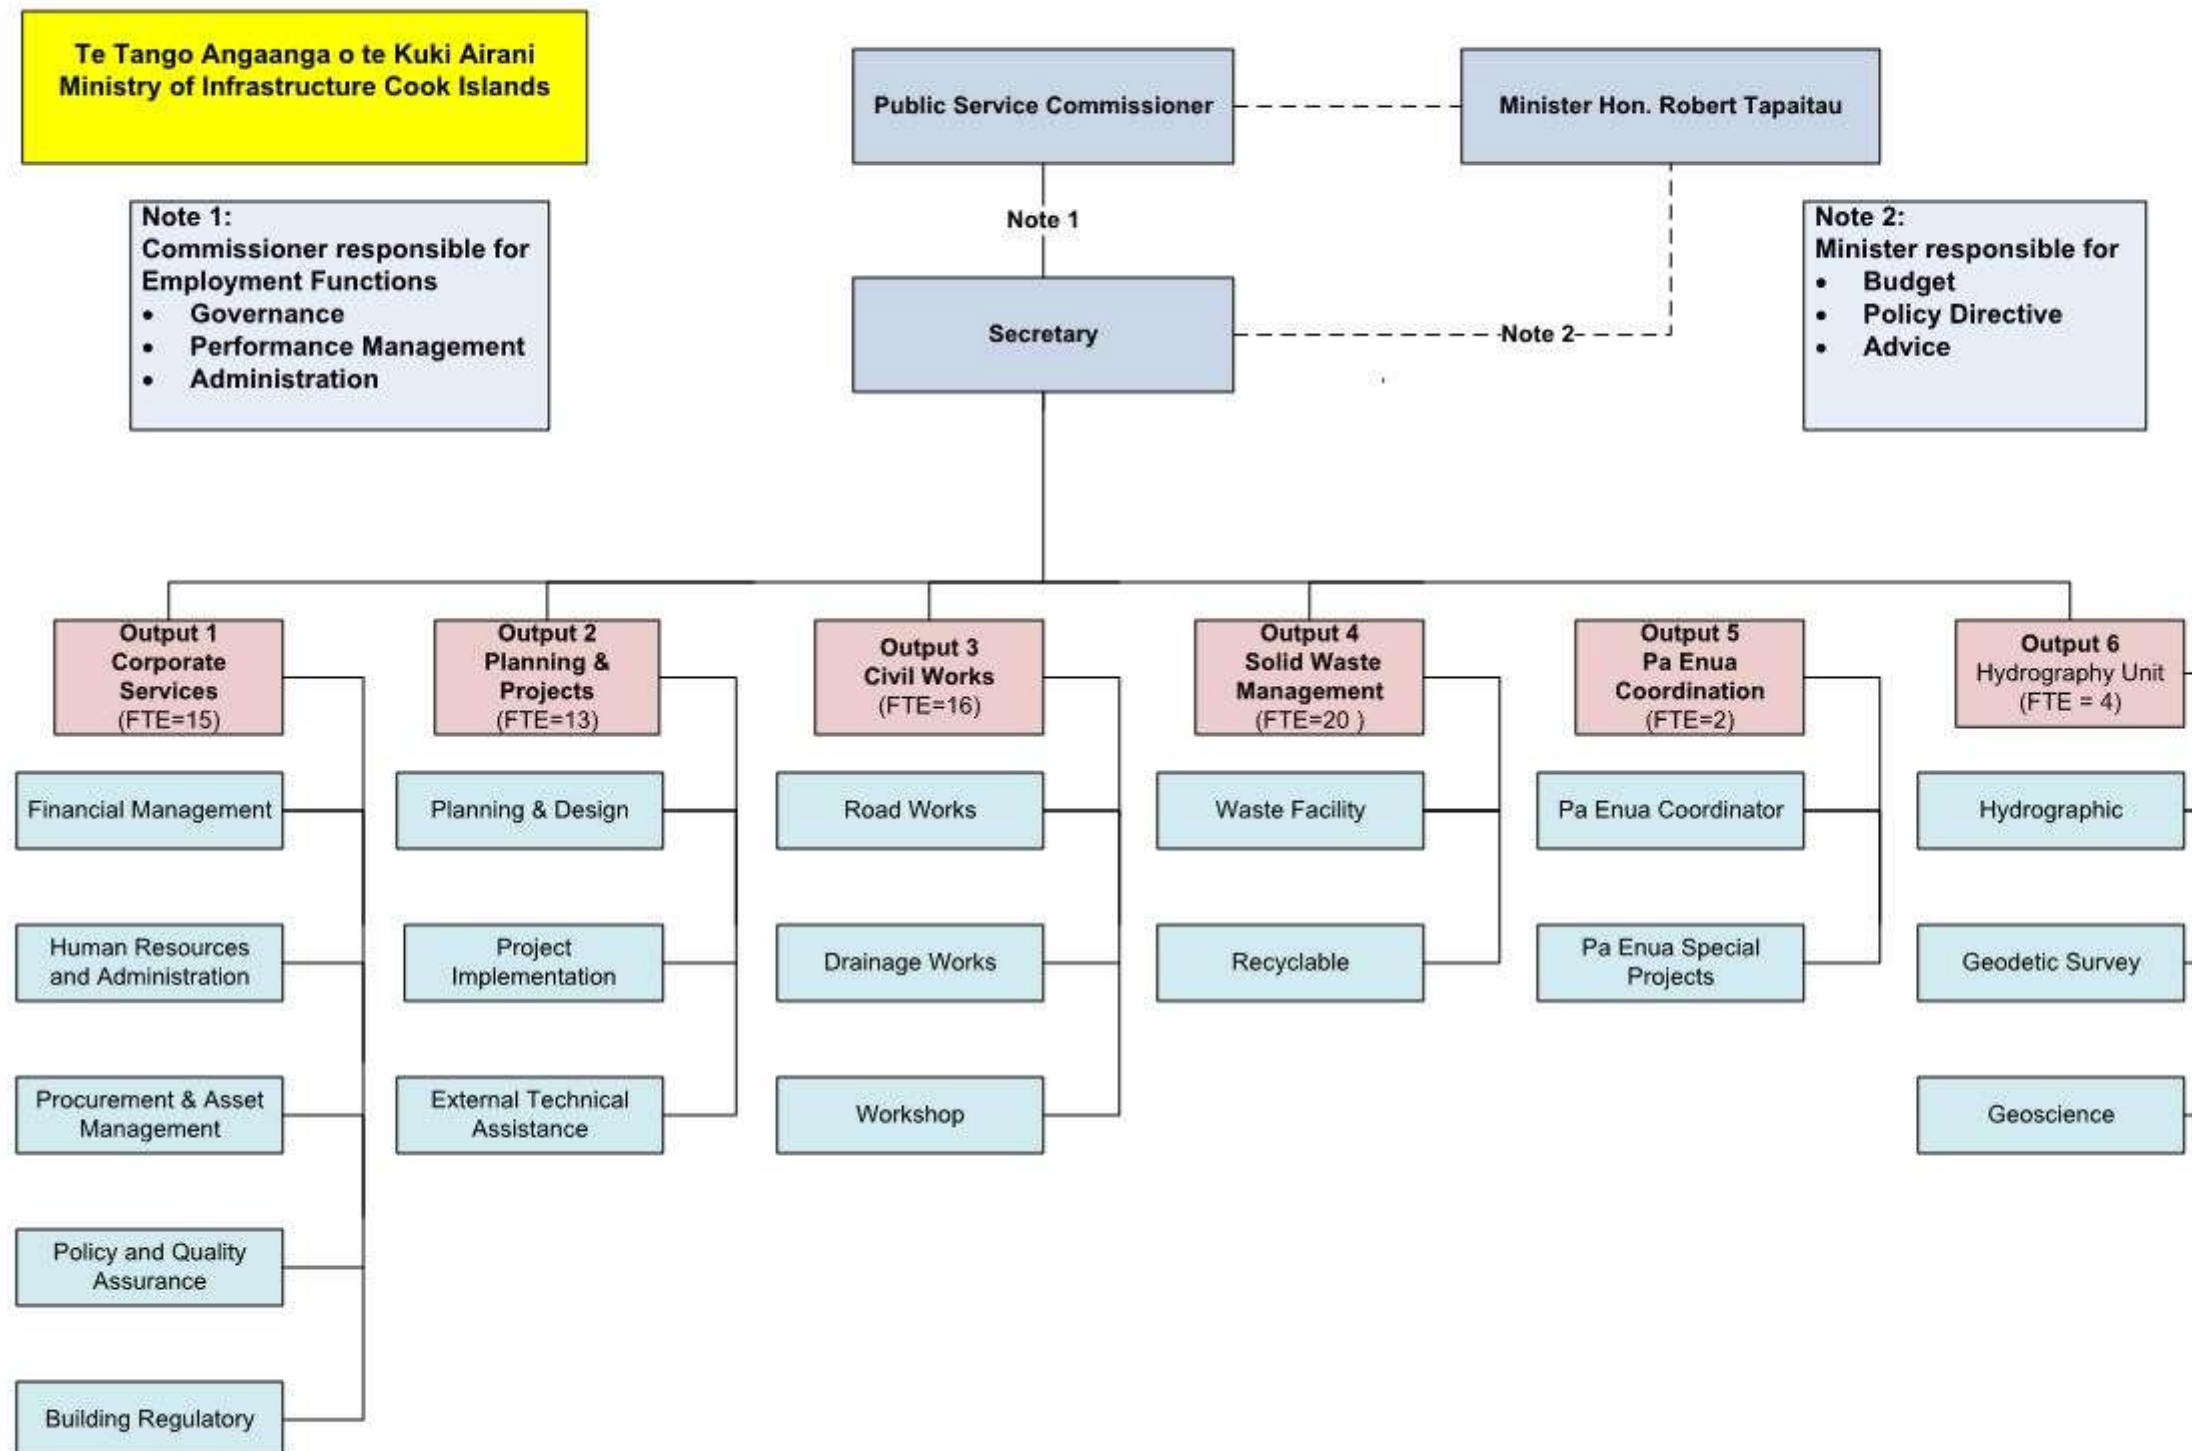 Te Tango Angaanga o te Kuki Airani
Ministry of Infrastructure Cook Islands
Public Service Commissioner
Minister Hon. Robert Tapaitau
Note 1:
Commissioner responsible for
Employment Functions
• Governance
• Performance Management
• Administration
Note 1
Note 2:
Minister responsible for
• Budget
• Policy Directive
• Advice
Secretary
Note 2
Output 1
Corporate
Services
(FTE=15)
Financial Management
Human Resources
and Administration
Procurement & Asset
Management
Policy and Quality
Assurance
Building Regulatory
Output 2
Planning &
Projects
(FTE=13)
Planning & Design
Project
Implementation
External Technical
Assistance
Output 3
Civil Works
(FTE=16)
Road Works
Drainage Works
Workshop
Output 4
Solid Waste
Management
(FTE=20 )
Waste Facility
Recyclable
Output 5
Pa Enua
Coordination
(FTE=2)
Pa Enua Coordinator
Pa Enua Special
Projects
Output 6
Hydrography Unit
(FTE = 4)
Hydrographic
Geodetic Survey
Geoscience